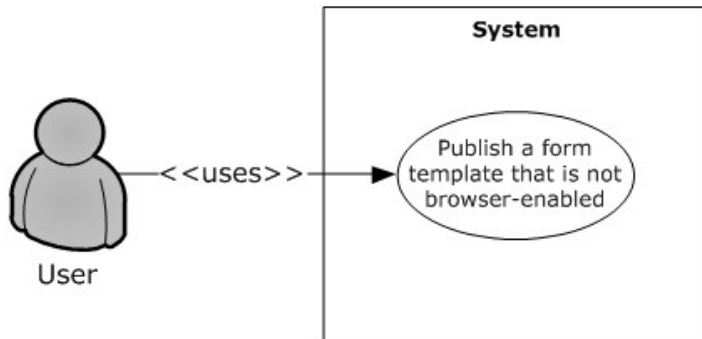 System
<<uses>>
Publish a form
template that is not
browser-enabled
User